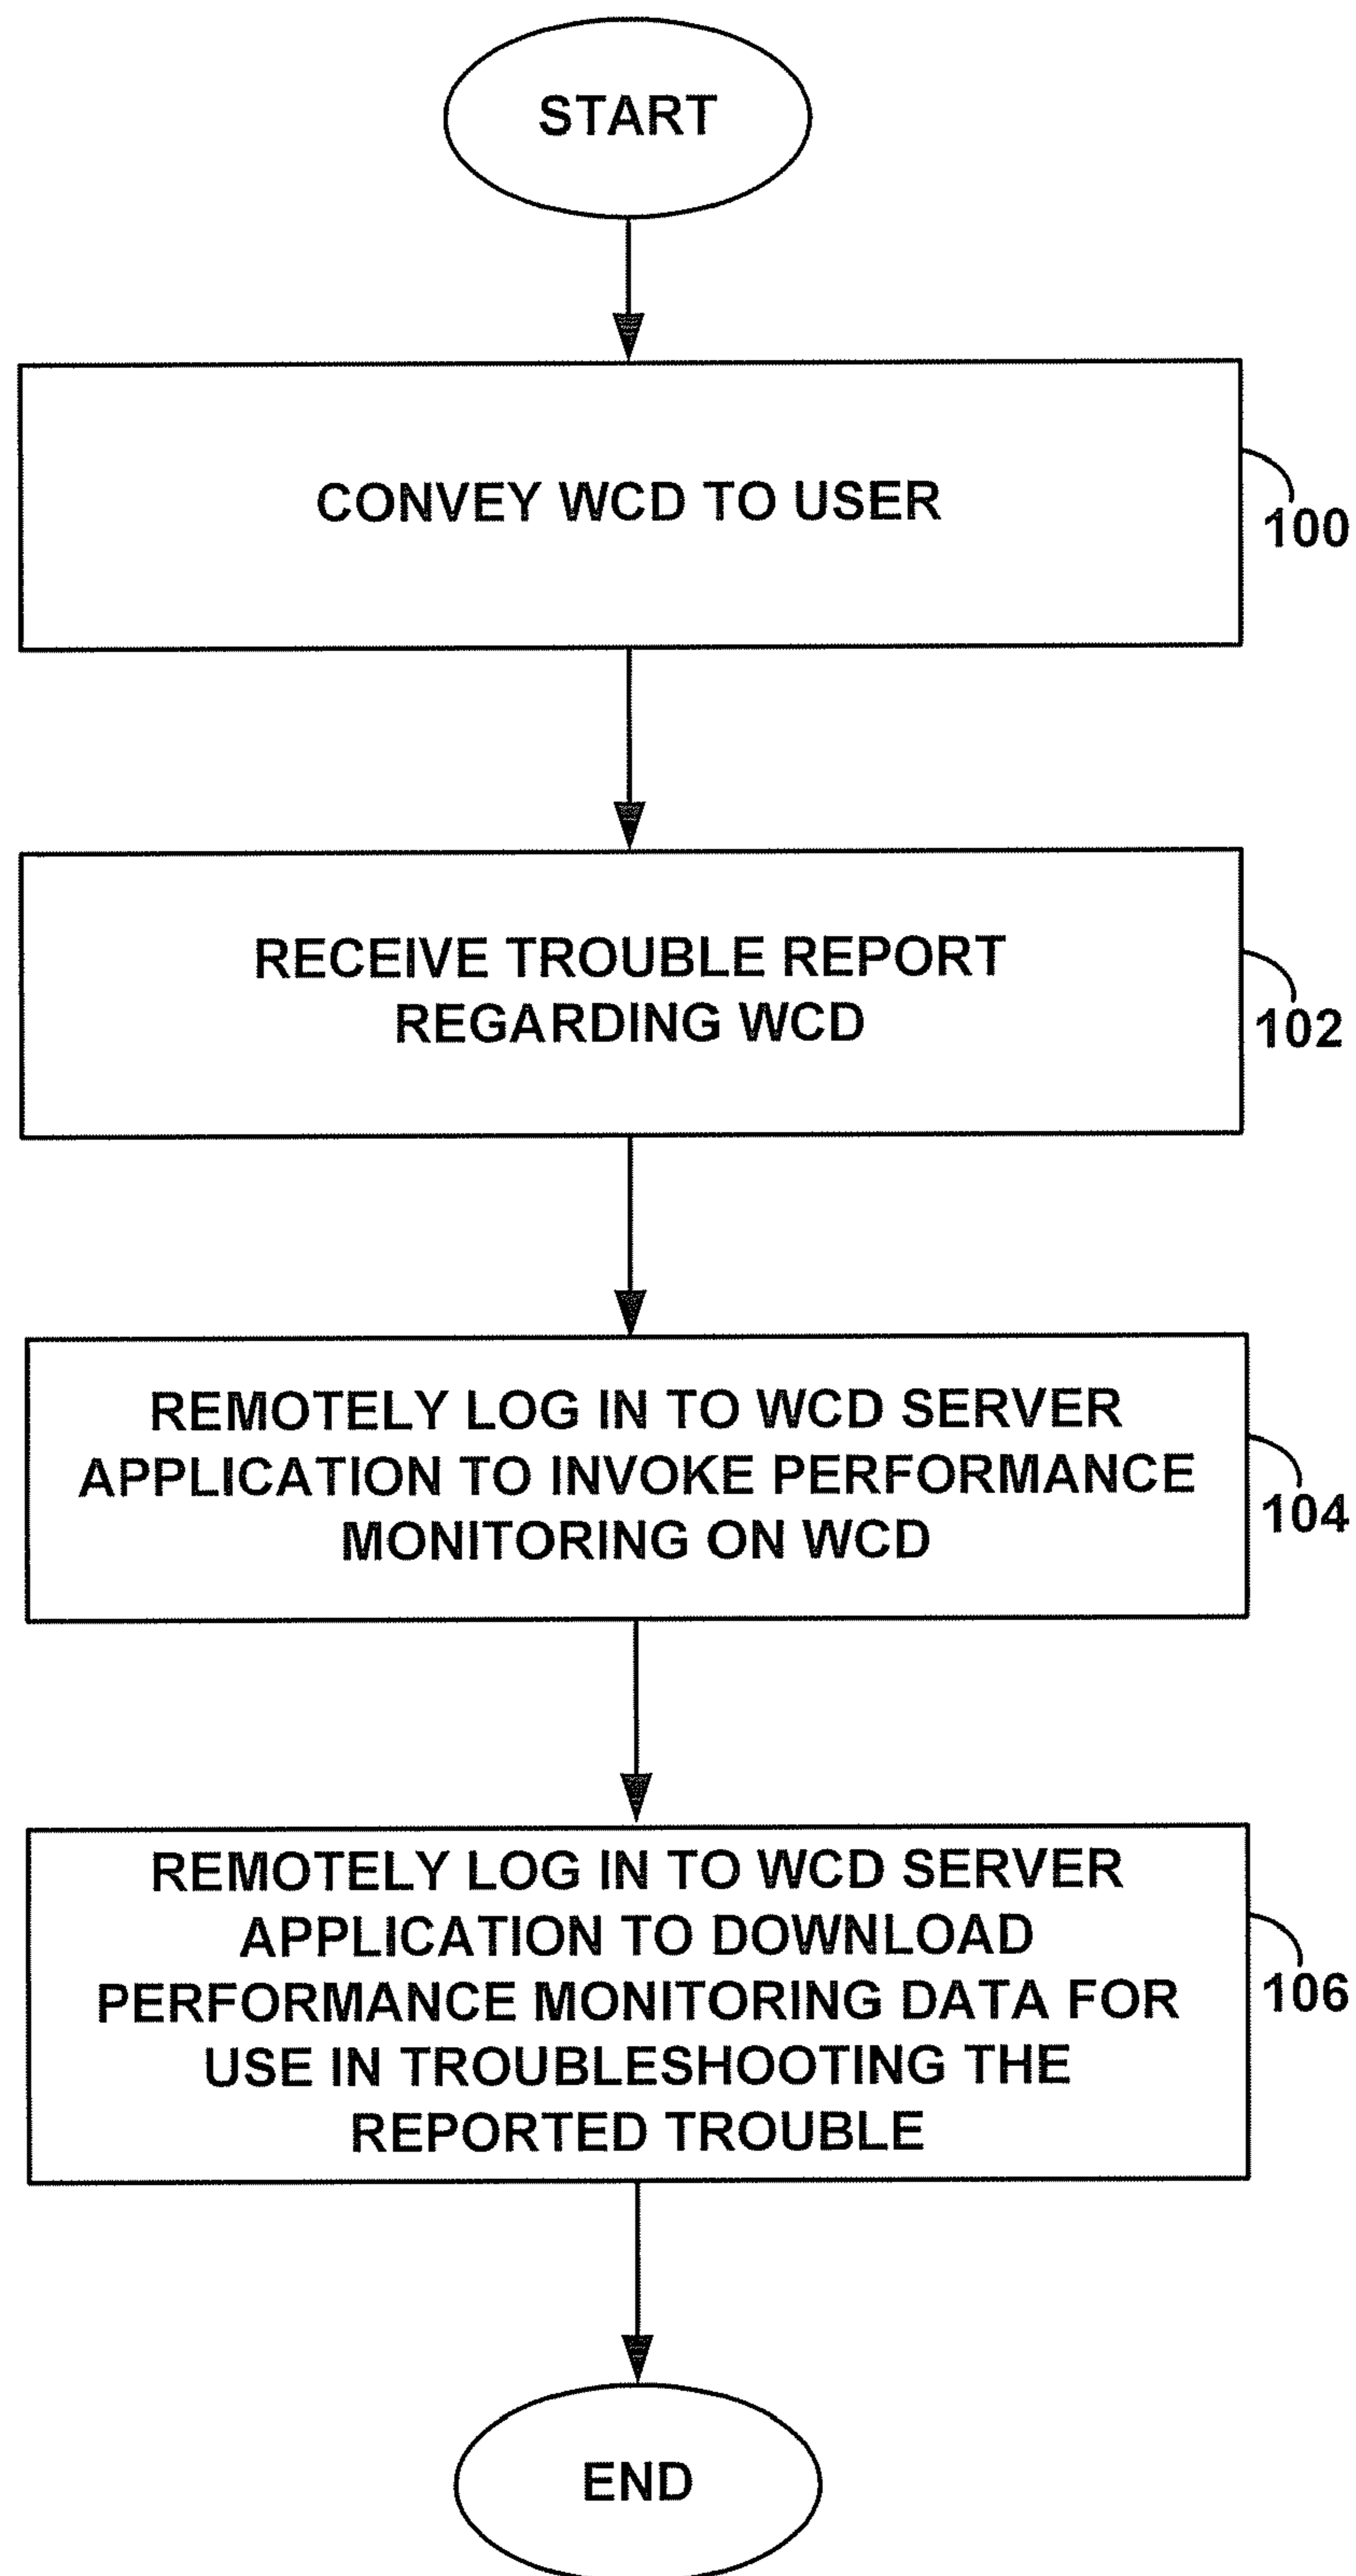 START
CONVEY WCD TO USER
100
RECEIVE TROUBLE REPORT
REGARDING WCD
102
REMOTELY LOG IN TO WCD SERVER
APPLICATION TO INVOKE PERFORMANCE
MONITORING ON WCD
104
REMOTELY LOG IN TO WCD SERVER
APPLICATION TO DOWNLOAD
PERFORMANCE MONITORING DATA FOR
USE IN TROUBLESHOOTING THE
REPORTED TROUBLE
106
END